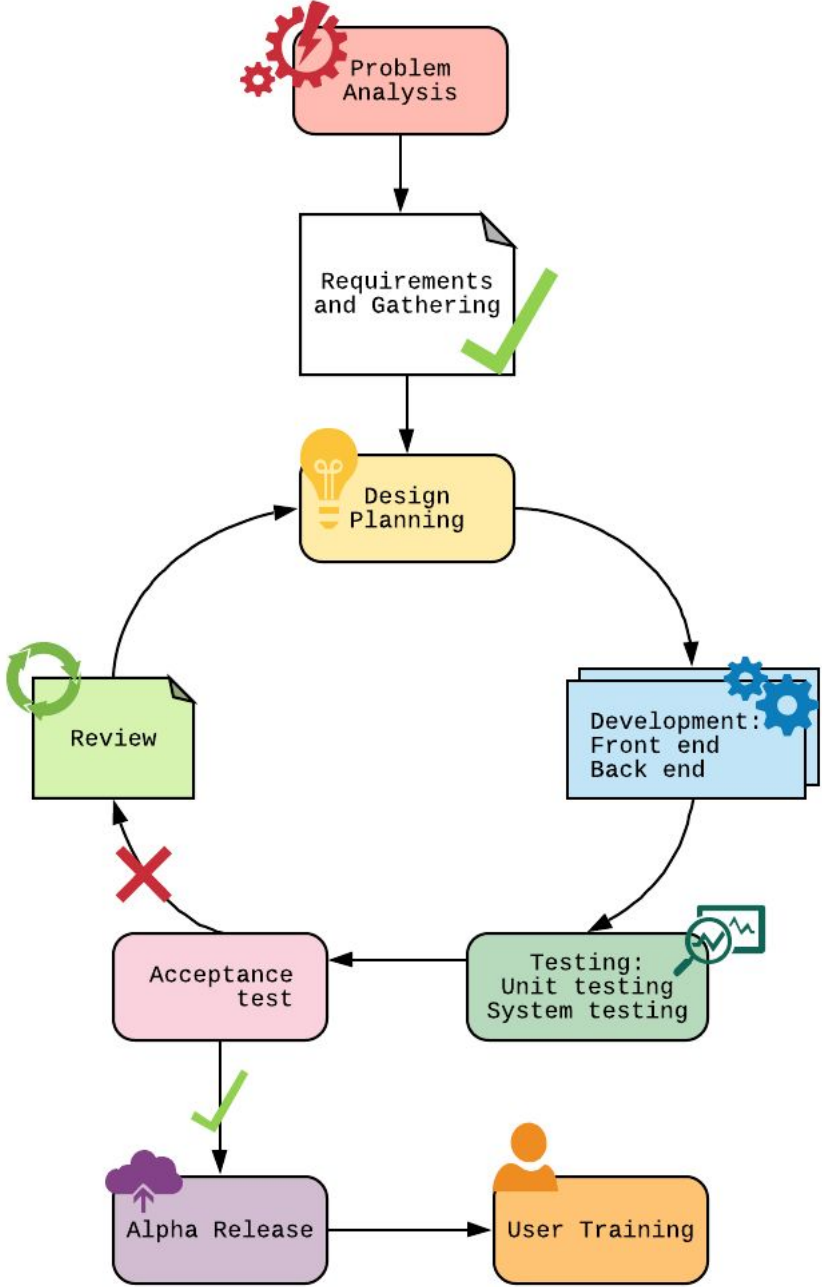 Problem
Analysis
Requirements
and Gathering
Design
Planning
Review
Development:
Front end
Back end
Acceptance
test
Testing:
Unit testing
System testing
Alpha Release
User Training